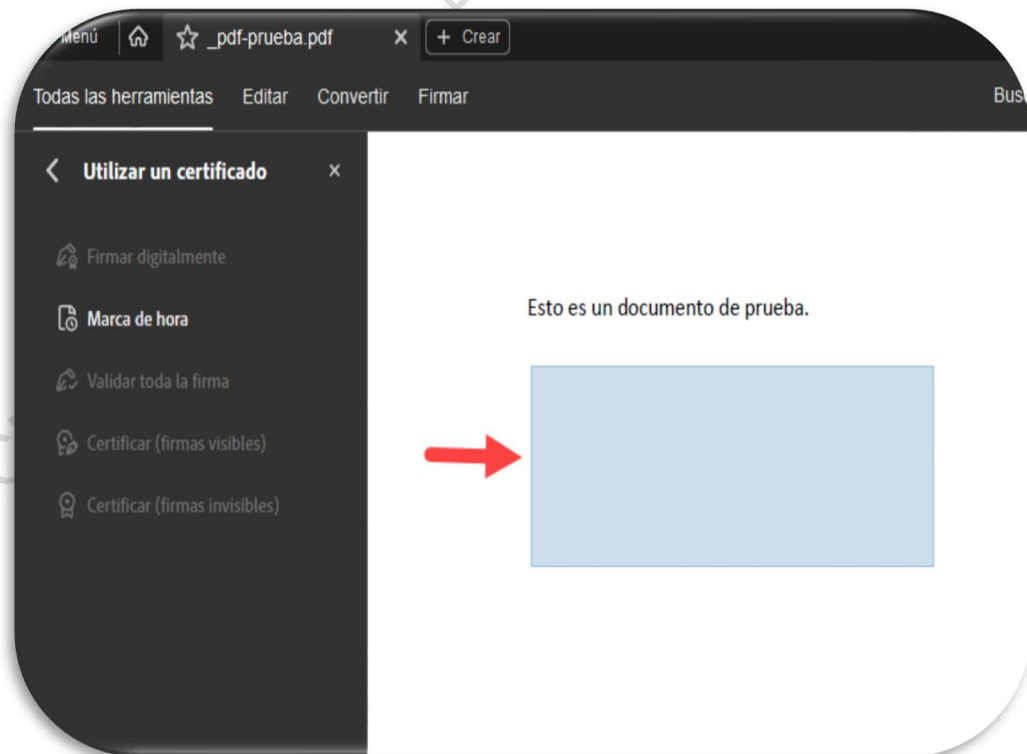 Menú
_pdf-prueba.pdf
+ Crear
Todas las herramientas Editar Convertir Firmar
Utilizar un certificado
Firmar digitalmente
Marca de hora
Esto es un documento de prueba.
Validar toda la firma
Certificar (firmas visibles)
Certificar (firmas invisibles)